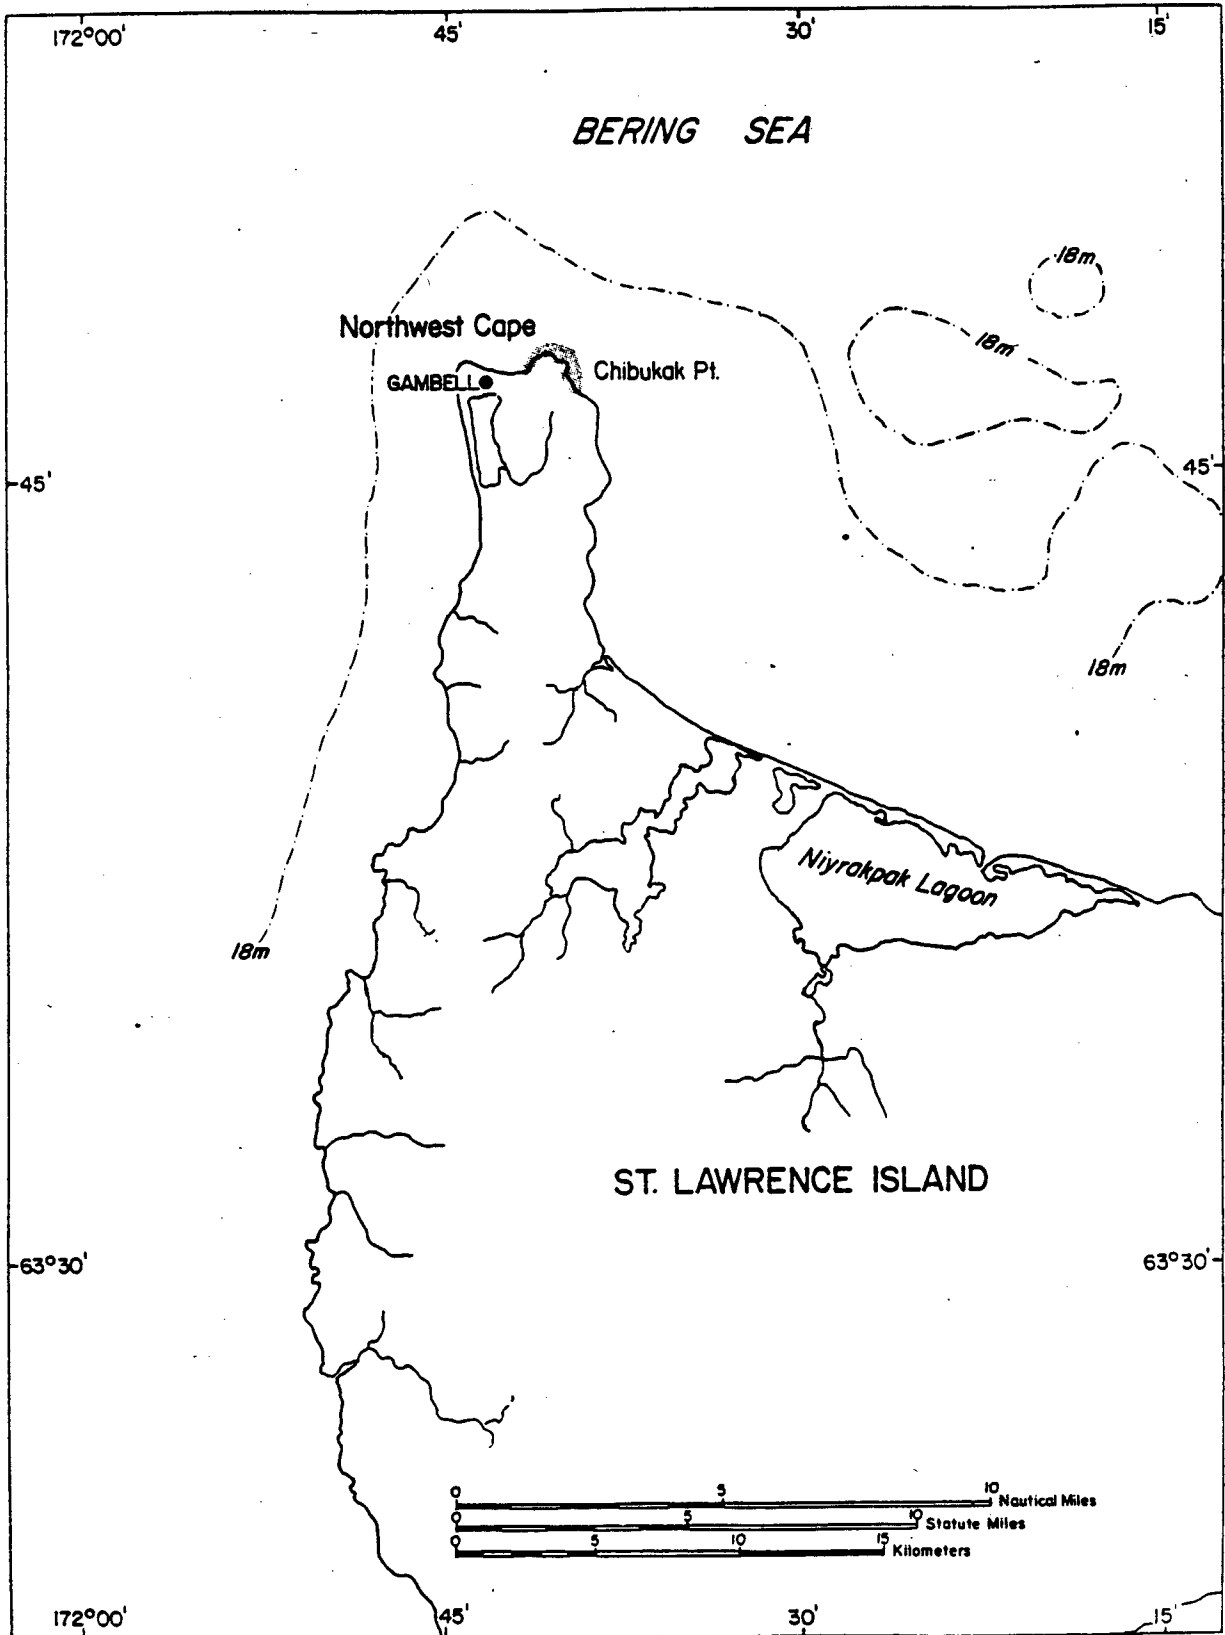 172°00' 45' 30' 15'
BERING SEA
18m
18m
Northwest Cape
Chibukak Pt.
GAMBELL
45' 45'
18m
Niyrakpak Lagoon
18m
ST. LAWRENCE ISLAND
63°30' 63°30'
0 5 10 Nautical Miles
0 5 10 Statute Miles
0 5 10 15 Kilometers
172°00' 45' 30' 15'